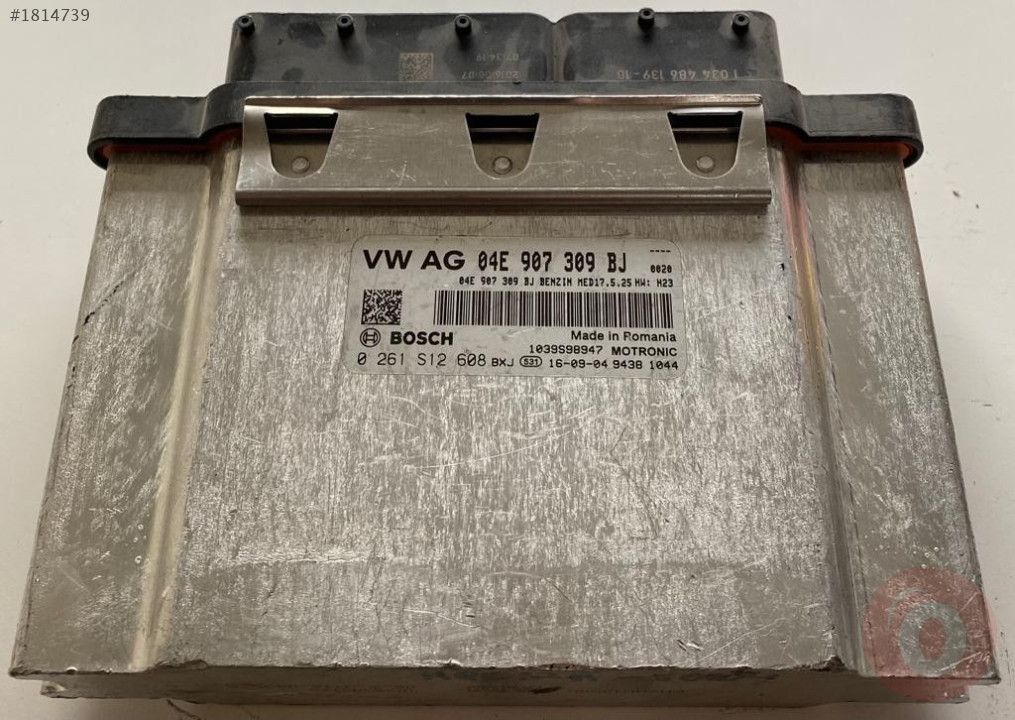 #1814739
1 034 486 139-10
VW AG 04E 907 309 BJ ----
0020
04E 907 309 BJ BENZIN MED17.5.25 HW: H23
BOSCH
Made in Romania
1039S98947 MOTRONIC
0 261 S12 608 BXJ 531 16-09-04 9438 1044